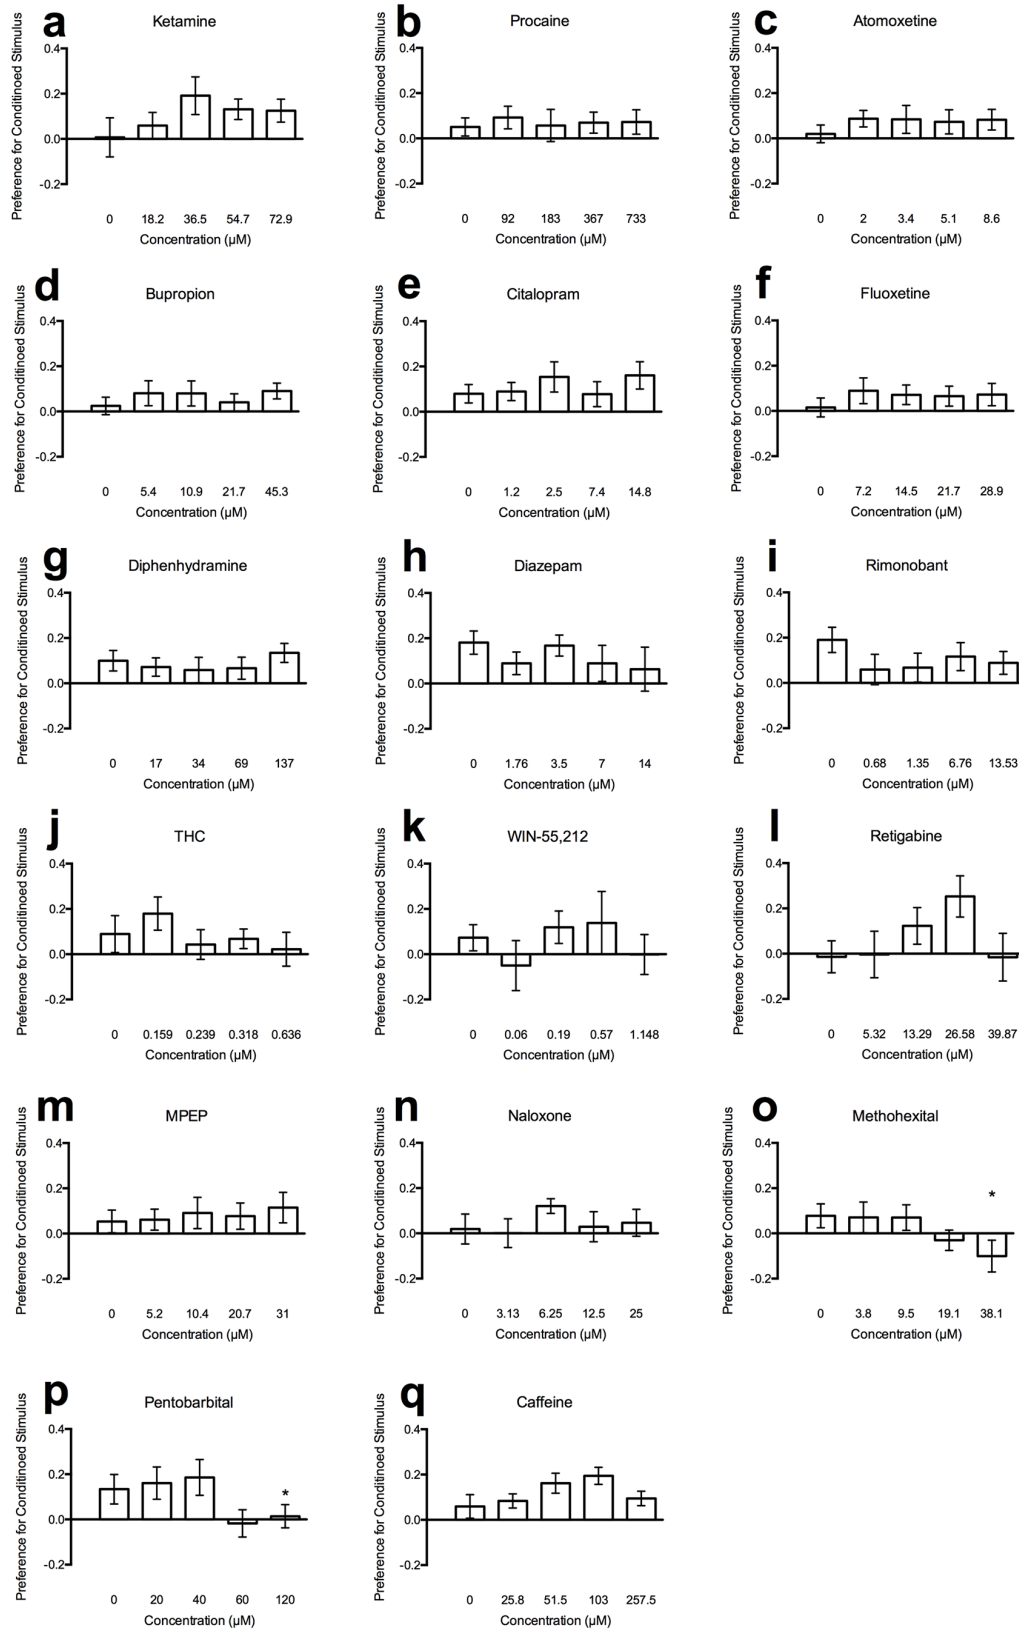 a Ketamine
Preference for Conditinoed Stimulus
0.4
0.2
0.0
-0.2
0 18.2 36.5 54.7 72.9
Concentration (µM)
b Procaine
Preference for Conditinoed Stimulus
0.4
0.2
0.0
-0.2
0 92 183 367 733
Concentration (µM)
c Atomoxetine
Preference for Conditinoed Stimulus
0.4
0.2
0.0
-0.2
0 2 3.4 5.1 8.6
Concentration (µM)
d Bupropion
Preference for Conditinoed Stimulus
0.4
0.2
0.0
-0.2
0 5.4 10.9 21.7 45.3
Concentration (µM)
e Citalopram
Preference for Conditinoed Stimulus
0.4
0.2
0.0
-0.2
0 1.2 2.5 7.4 14.8
Concentration (µM)
f Fluoxetine
Preference for Conditinoed Stimulus
0.4
0.2
0.0
-0.2
0 7.2 14.5 21.7 28.9
Concentration (µM)
g Diphenhydramine
Preference for Conditinoed Stimulus
0.4
0.2
0.0
-0.2
0 17 34 69 137
Concentration (µM)
h Diazepam
Preference for Conditinoed Stimulus
0.4
0.2
0.0
-0.2
0 1.76 3.5 7 14
Concentration (µM)
i Rimonobant
Preference for Conditinoed Stimulus
0.4
0.2
0.0
-0.2
0 0.68 1.35 6.76 13.53
Concentration (µM)
j THC
Preference for Conditinoed Stimulus
0.4
0.2
0.0
-0.2
0 0.159 0.239 0.318 0.636
Concentration (µM)
k WIN-55,212
Preference for Conditinoed Stimulus
0.4
0.2
0.0
-0.2
0 0.06 0.19 0.57 1.148
Concentration (µM)
l Retigabine
Preference for Conditinoed Stimulus
0.4
0.2
0.0
-0.2
0 5.32 13.29 26.58 39.87
Concentration (µM)
m MPEP
Preference for Conditinoed Stimulus
0.4
0.2
0.0
-0.2
0 5.2 10.4 20.7 31
Concentration (µM)
n Naloxone
Preference for Conditinoed Stimulus
0.4
0.2
0.0
-0.2
0 3.13 6.25 12.5 25
Concentration (µM)
o Methohexital
Preference for Conditinoed Stimulus
0.4
0.2
0.0
-0.2
*
0 3.8 9.5 19.1 38.1
Concentration (µM)
p Pentobarbital
Preference for Conditinoed Stimulus
0.4
0.2
0.0
-0.2
*
0 20 40 60 120
Concentration (µM)
q Caffeine
Preference for Conditinoed Stimulus
0.4
0.2
0.0
-0.2
0 25.8 51.5 103 257.5
Concentration (µM)